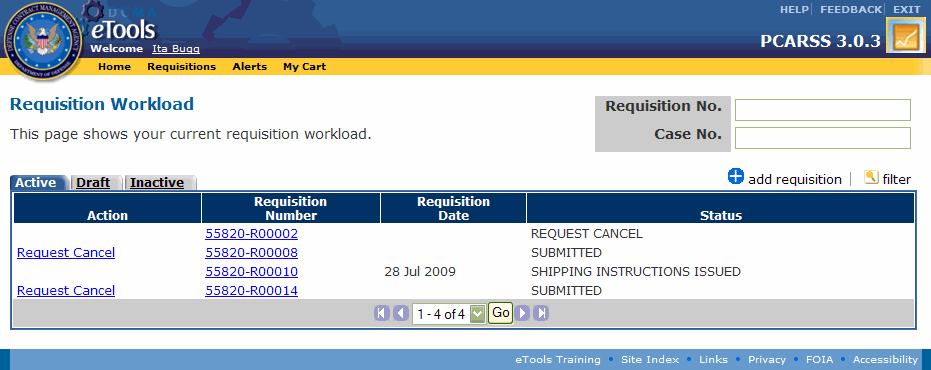 HELP | FEEDBACK | EXIT
DCMA
eTools
Welcome Ita Bugg
PCARSS 3.0.3
Home Requisitions Alerts My Cart
Requisition Workload
This page shows your current requisition workload.
Requisition No.
Case No.
Active Draft Inactive
add requisition | filter
Action Requisition Number Requisition Date Status
55820-R00002 REQUEST CANCEL
Request Cancel 55820-R00008 SUBMITTED
55820-R00010 28 Jul 2009 SHIPPING INSTRUCTIONS ISSUED
Request Cancel 55820-R00014 SUBMITTED
1 - 4 of 4 Go
eTools Training • Site Index • Links • Privacy • FOIA • Accessibility